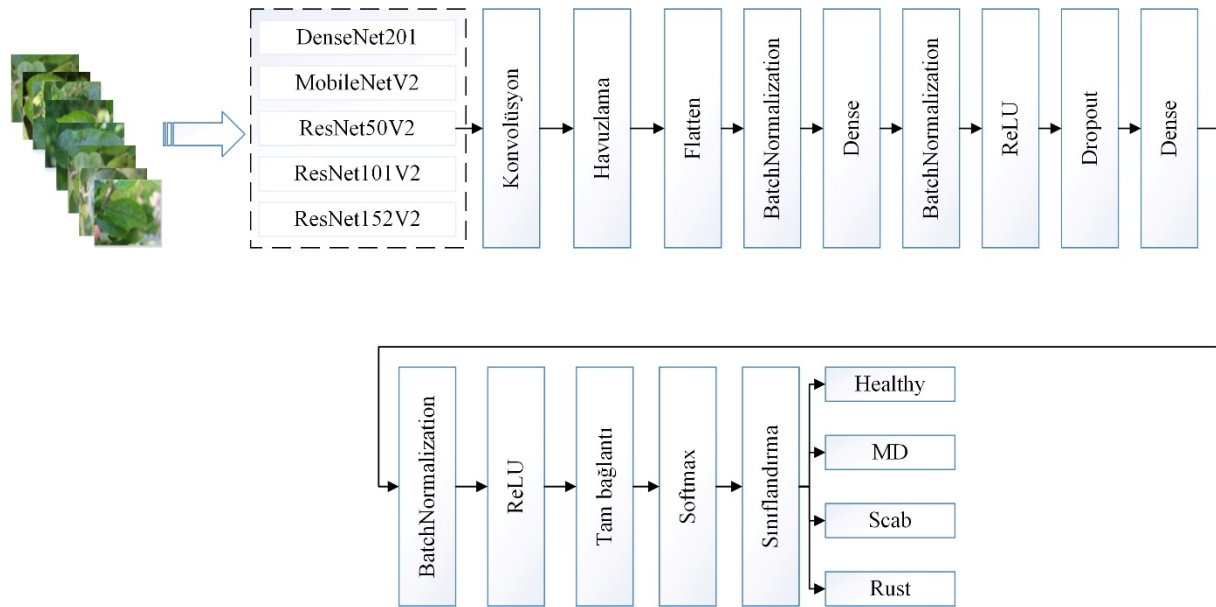 DenseNet201
MobileNetV2
ResNet50V2
ResNet101V2
ResNet152V2
Konvolüsyon
Havuzlama
Flatten
BatchNormalization
Dense
BatchNormalization
ReLU
Dropout
Dense
BatchNormalization
ReLU
Tam bağlantı
Softmax
Sınıflandırma
Healthy
MD
Scab
Rust